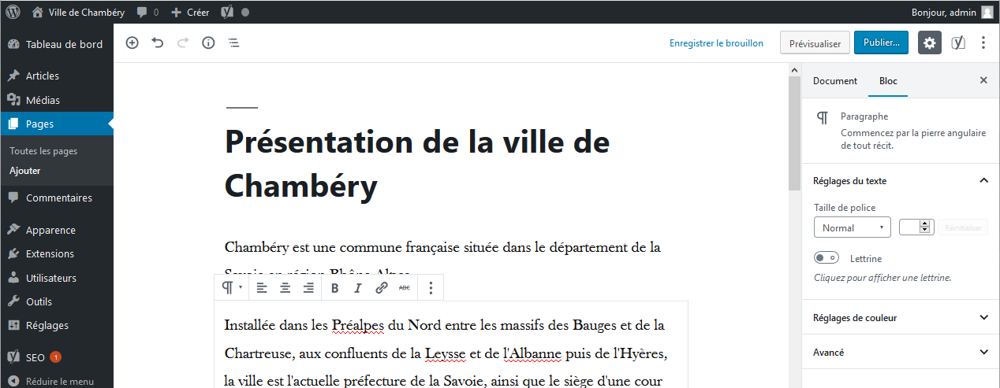 Ville de Chambéry 0 Créer Bonjour, admin
Tableau de bord
Articles
Médias
Pages
Toutes les pages
Ajouter
Commentaires
Apparence
Extensions
Utilisateurs
Outils
Réglages
SEO 1
Réduire le menu
Enregistrer le brouillon Prévisualiser Publier...
Présentation de la ville de
Chambéry
Chambéry est une commune française située dans le département de la
Savoie en région Rhône-Alpes
B I ABC
Installée dans les Préalpes du Nord entre les massifs des Bauges et de la
Chartreuse, aux confluents de la Leysse et de l'Albanne puis de l'Hyères,
la ville est l'actuelle préfecture de la Savoie, ainsi que le siège d'une cour
Document Bloc
Paragraphe
Commencez par la pierre angulaire
de tout récit.
Réglages du texte
Taille de police
Normal Réinitialiser
Lettrine
Cliquez pour afficher une lettrine.
Réglages de couleur
Avancé